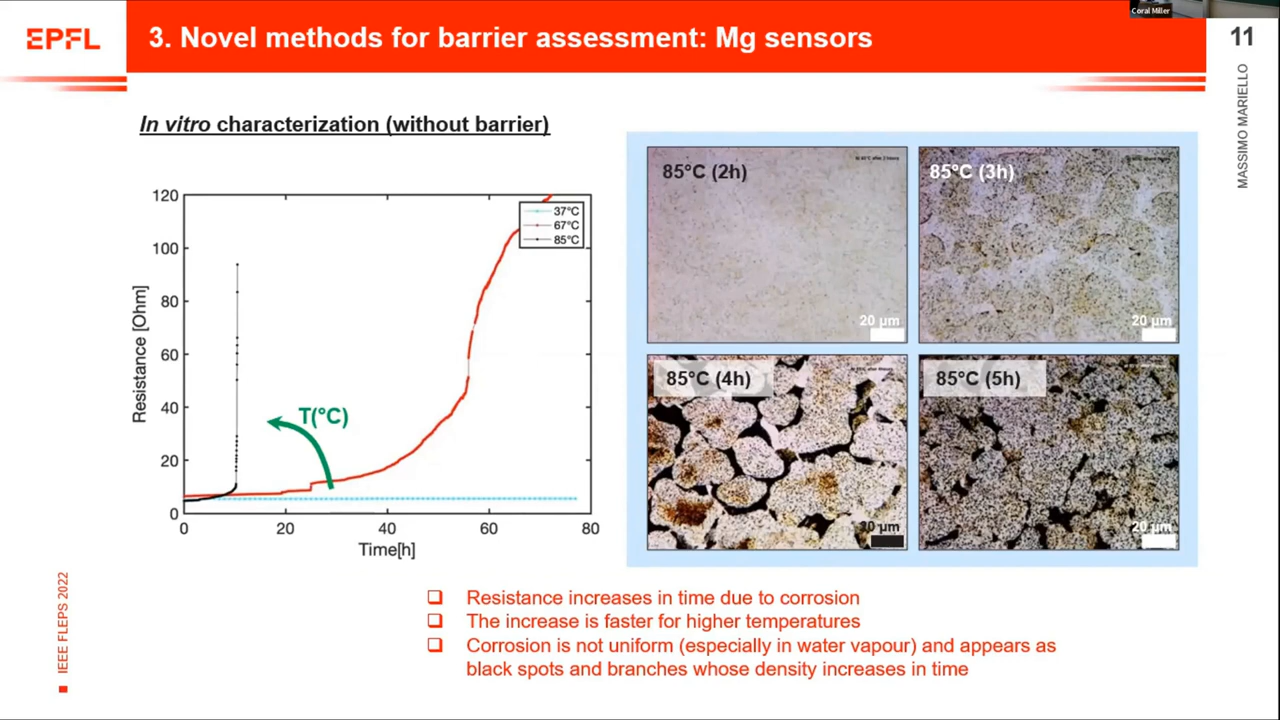 Coral Miller
EPFL
3. Novel methods for barrier assessment: Mg sensors
11
MASSIMO MARIELLO
In vitro characterization (without barrier)
120
100
80
60
40
20
0
Resistance [Ohm]
37°C
67°C
85°C
T(°C)
0
20
40
60
80
Time[h]
85°C (2h)
20 µm
85°C (3h)
20 µm
85°C (4h)
20 µm
85°C (5h)
20 µm
❑ Resistance increases in time due to corrosion
❑ The increase is faster for higher temperatures
❑ Corrosion is not uniform (especially in water vapour) and appears as
black spots and branches whose density increases in time
IEEE FLEPS 2022